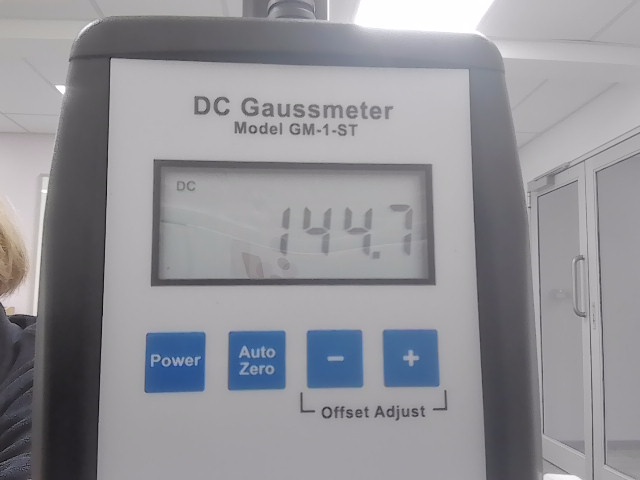 DC Gaussmeter
Model GM-1-ST
DC
144.7
Power
Auto
Zero
-
+
Offset Adjust